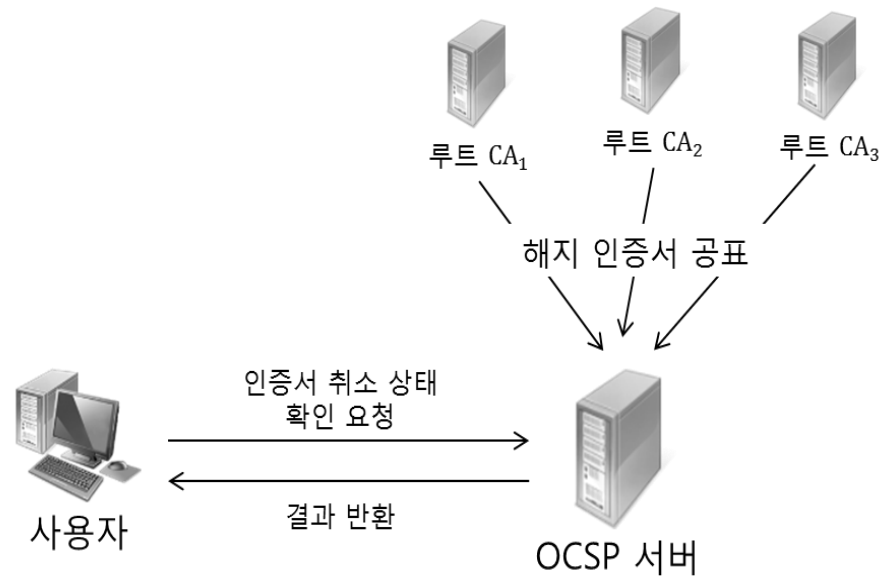 루트 CA₁
루트 CA₂
루트 CA₃
해지 인증서 공표
인증서 취소 상태
확인 요청
결과 반환
사용자
OCSP 서버